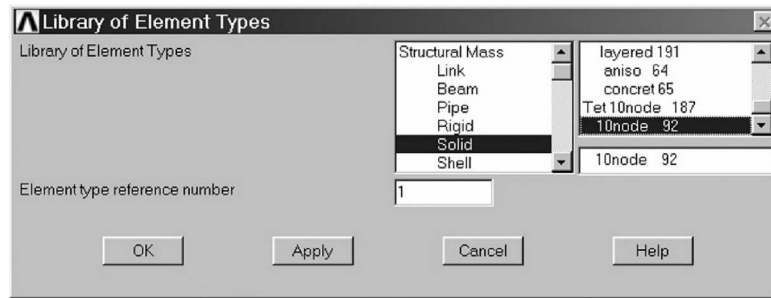 Library of Element Types
Library of Element Types
Structural Mass
Link
Beam
Pipe
Rigid
Solid
Shell
layered 191
aniso 64
concret 65
Tet 10node 187
10node 92
10node 92
Element type reference number
1
OK
Apply
Cancel
Help